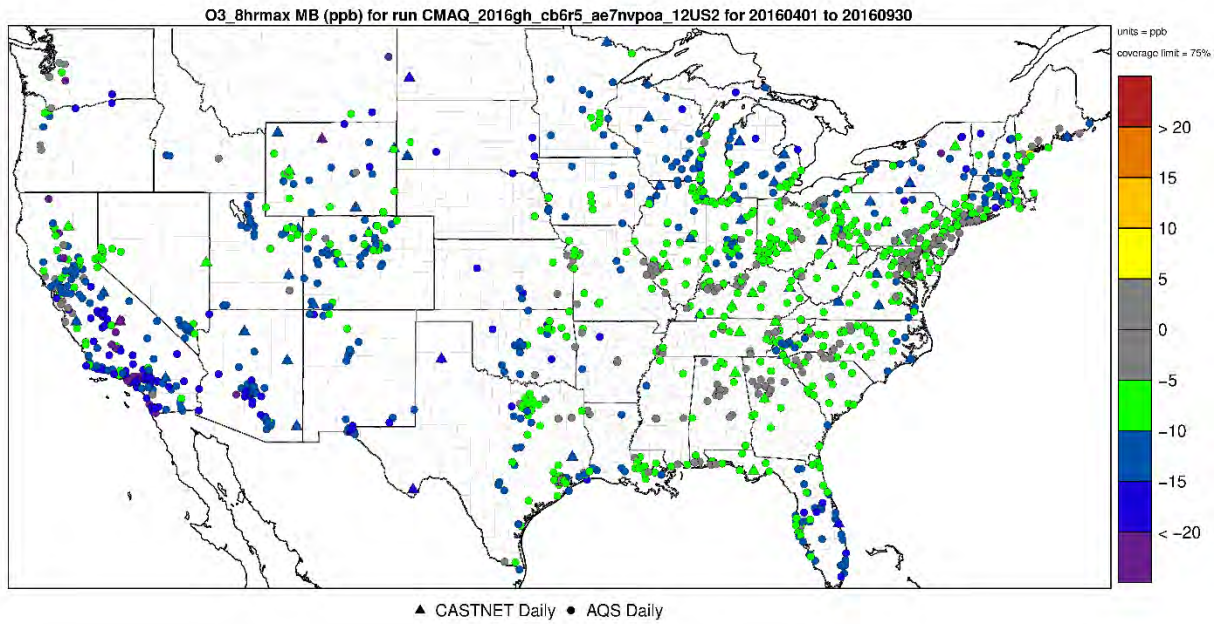 O3_8hrmax MB (ppb) for run CMAQ_2016gh_cb6r5_ae7nvpoa_12US2 for 20160401 to 20160930
units = ppb
coverage limit = 75%
> 20
15
10
5
0
−5
−10
−15
< −20
▲ CASTNET Daily ● AQS Daily